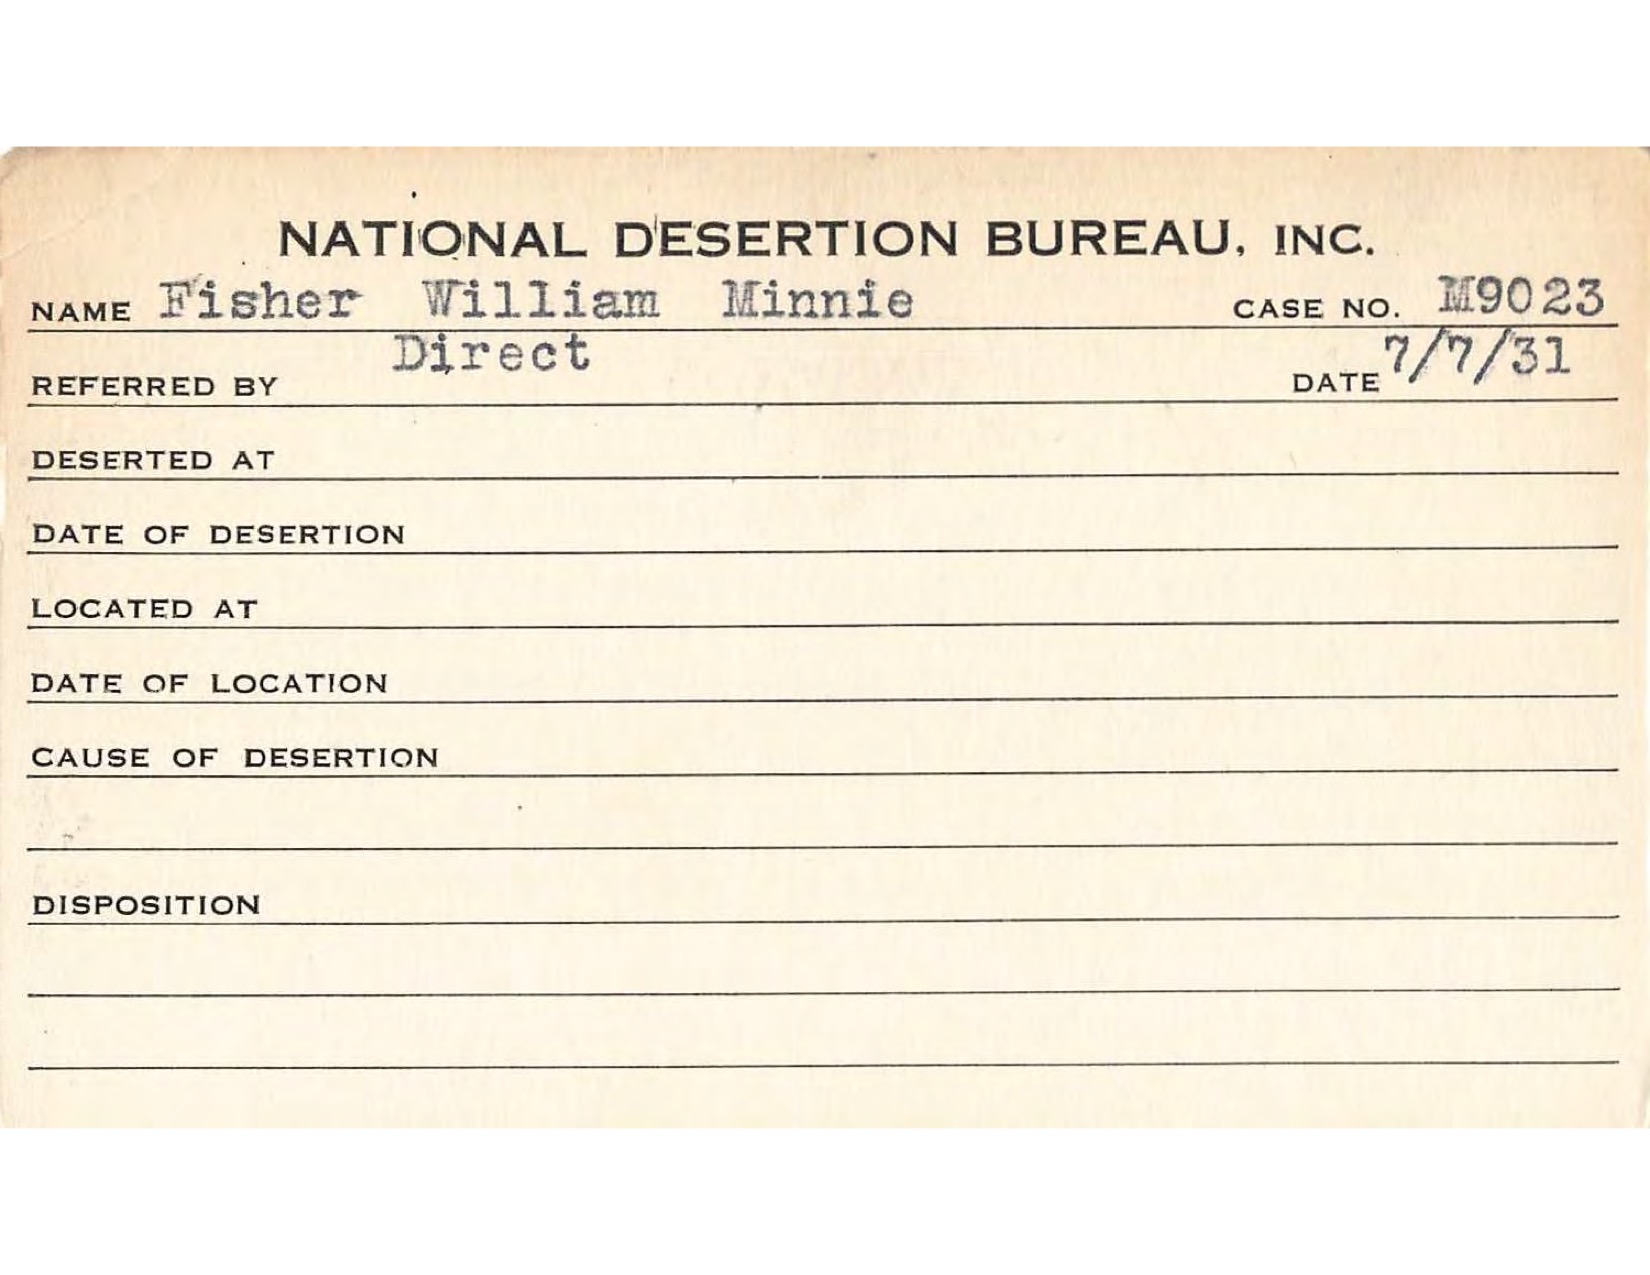 NATIONAL DESERTION BUREAU, INC.
NAME Fisher William Minnie CASE NO. M9023
REFERRED BY Direct DATE 7/7/31
DESERTED AT
DATE OF DESERTION
LOCATED AT
DATE OF LOCATION
CAUSE OF DESERTION
DISPOSITION